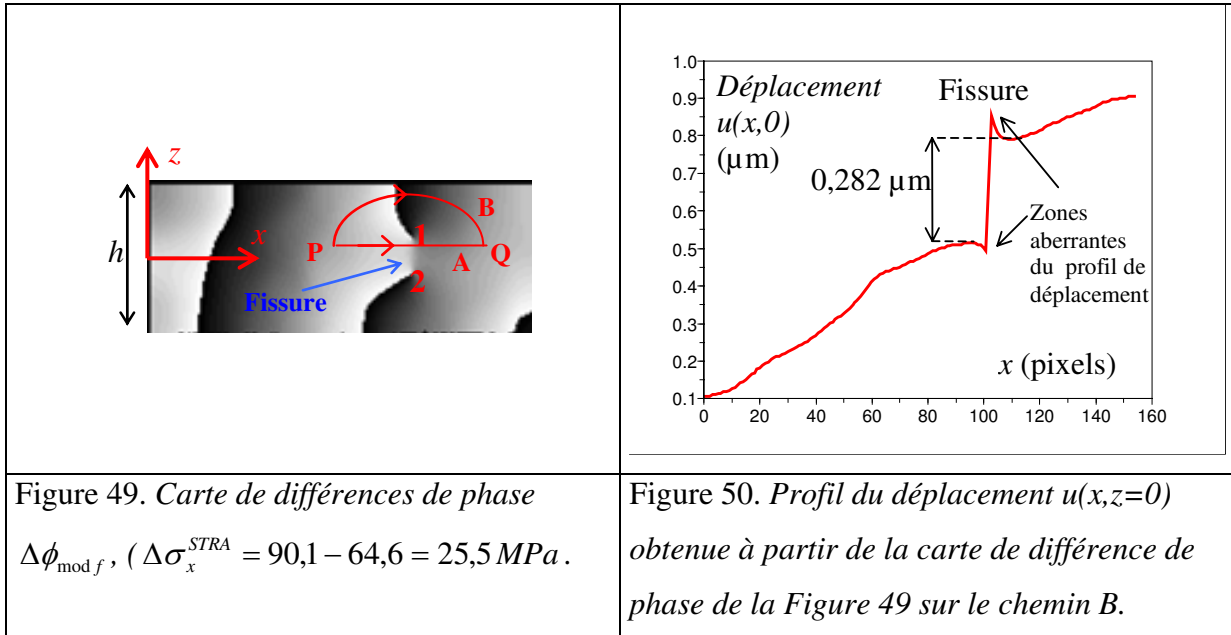 z
x
h
P
1
B
A
Q
2
Fissure
1.0
0.9
0.8
0.7
0.6
0.5
0.4
0.3
0.2
0.1
Déplacement
u(x,0)
(µm)
Fissure
0,282 µm
Zones
aberrantes
du profil de
déplacement
x (pixels)
0 20 40 60 80 100 120 140 160
Figure 49. Carte de différences de phase
Δϕmod f , ( Δσₓ^STRA = 90,1 − 64,6 = 25,5 MPa .
Figure 50. Profil du déplacement u(x,z=0)
obtenue à partir de la carte de différence de
phase de la Figure 49 sur le chemin B.